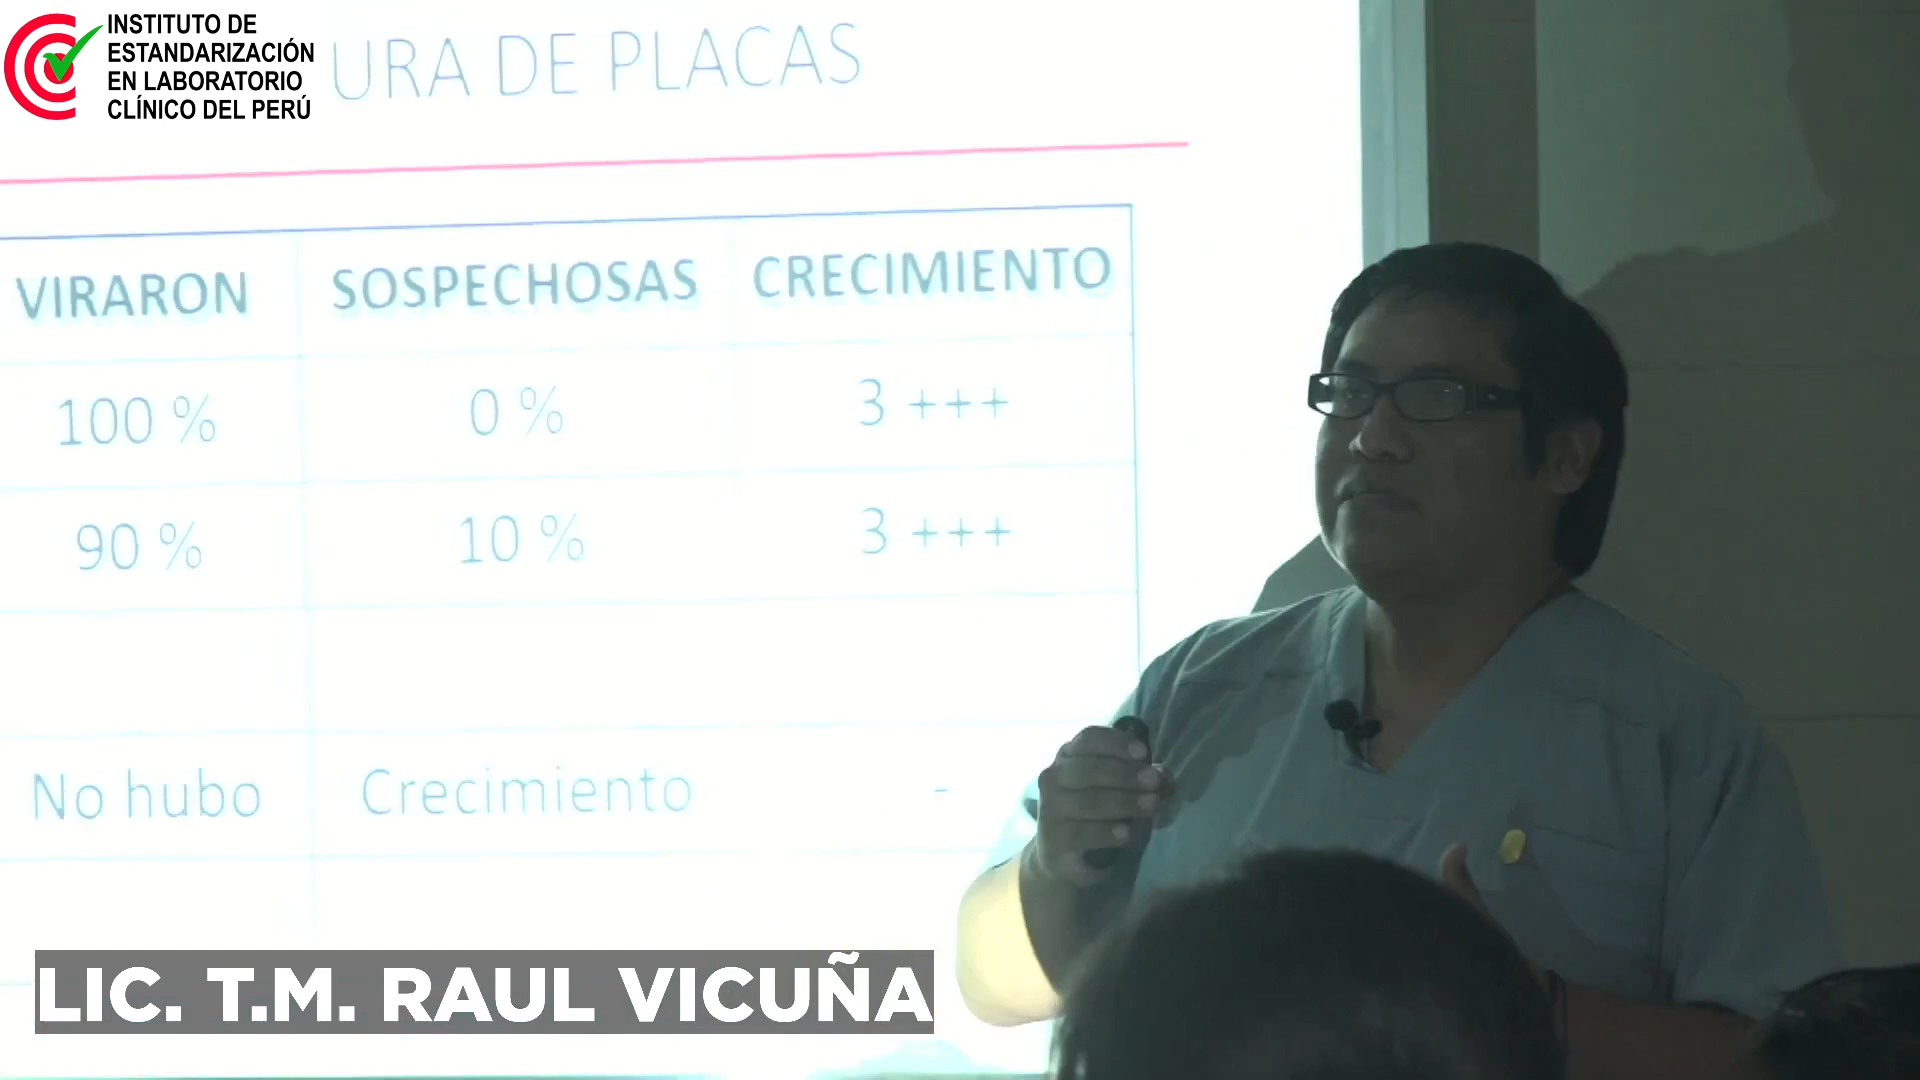 INSTITUTO DE
ESTANDARIZACIÓN
EN LABORATORIO
CLÍNICO DEL PERÚ
URA DE PLACAS
VIRARON SOSPECHOSAS CRECIMIENTO
100 % 0 % 3 +++
90 % 10 % 3 +++
No hubo Crecimiento -
LIC. T.M. RAUL VICUÑA